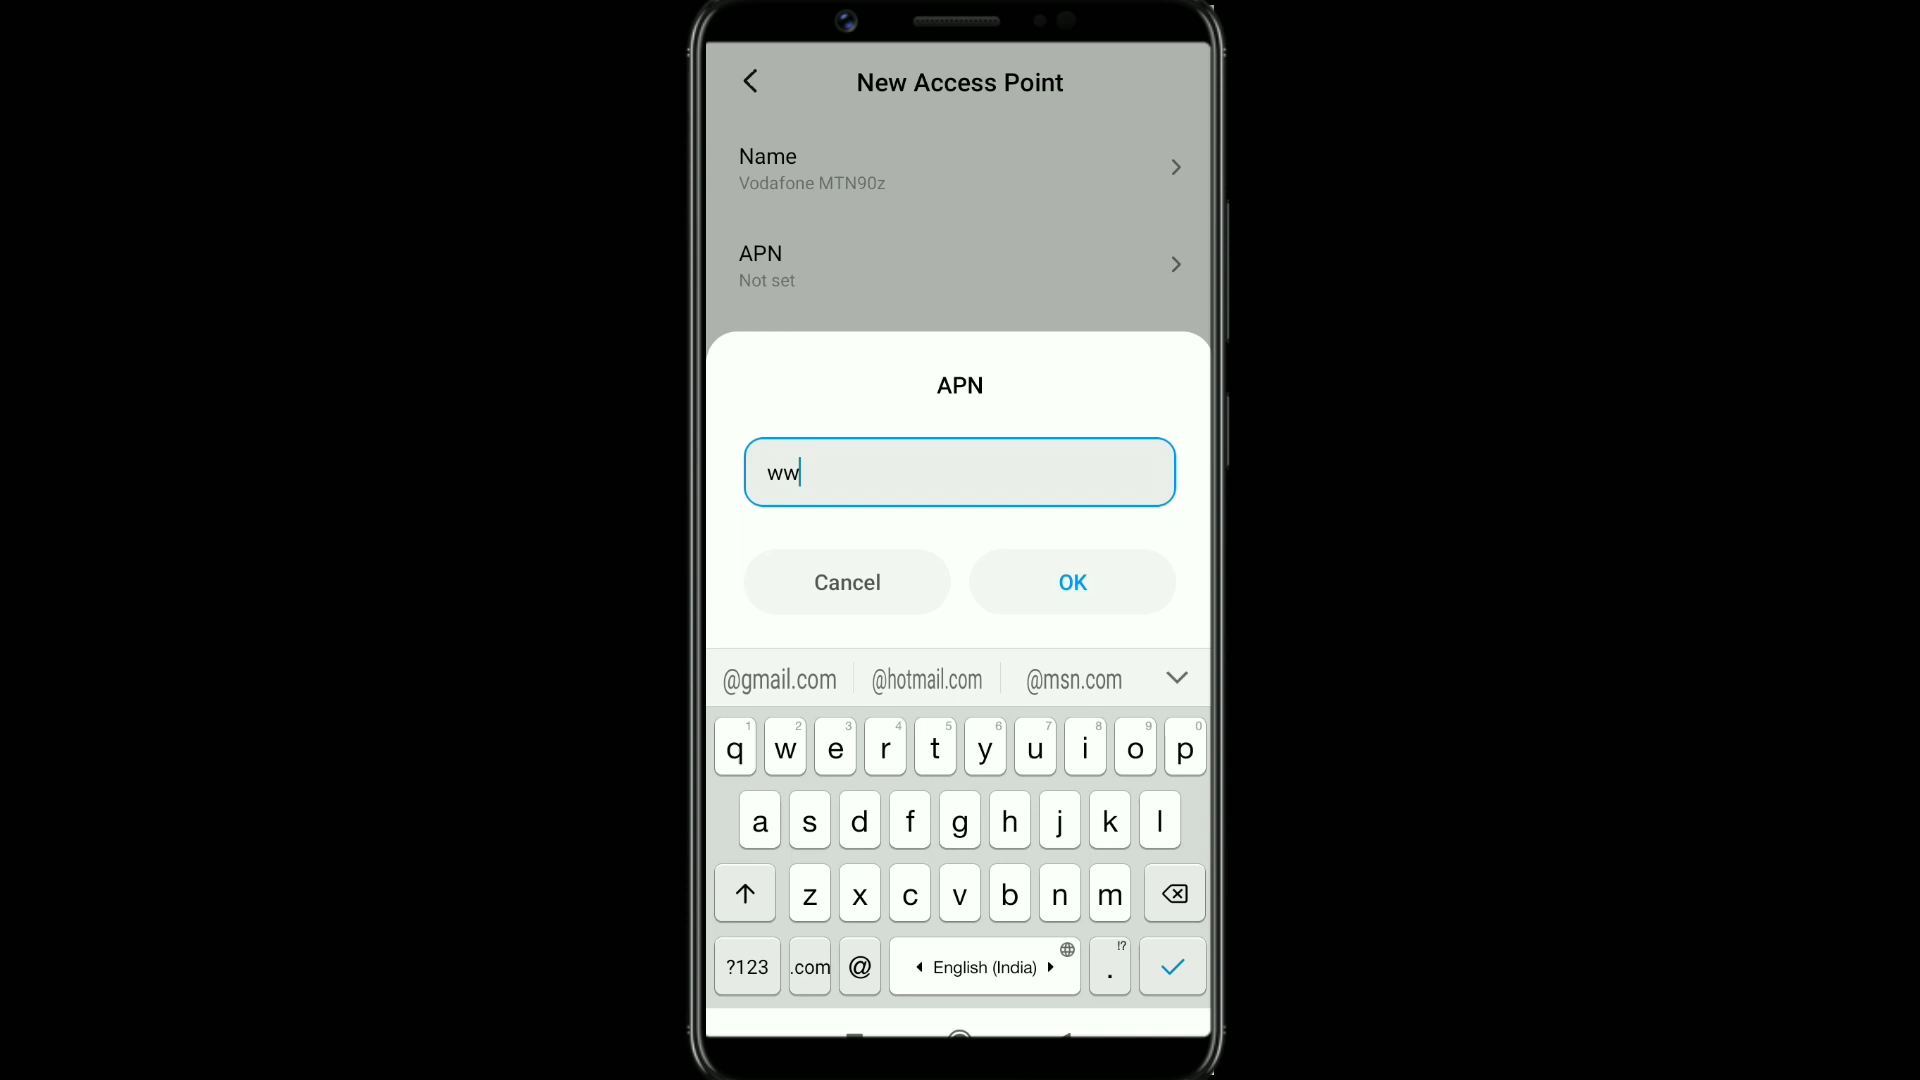 New Access Point
Name
Vodafone MTN90z
APN
Not set
APN
ww
Cancel OK
@gmail.com @hotmail.com @msn.com
1 2 3 4 5 6 7 8 9 0
q w e r t y u i o p
a s d f g h j k l
z x c v b n m
!?
?123 .com @ English (India) .